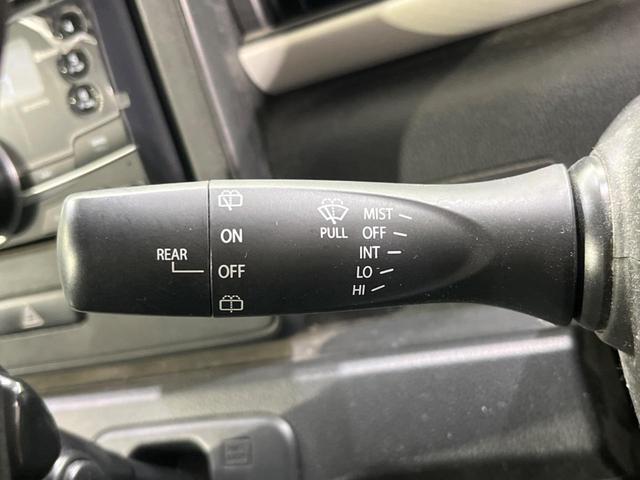 REAR
ON
OFF
PULL
MIST
OFF
INT
LO
HI